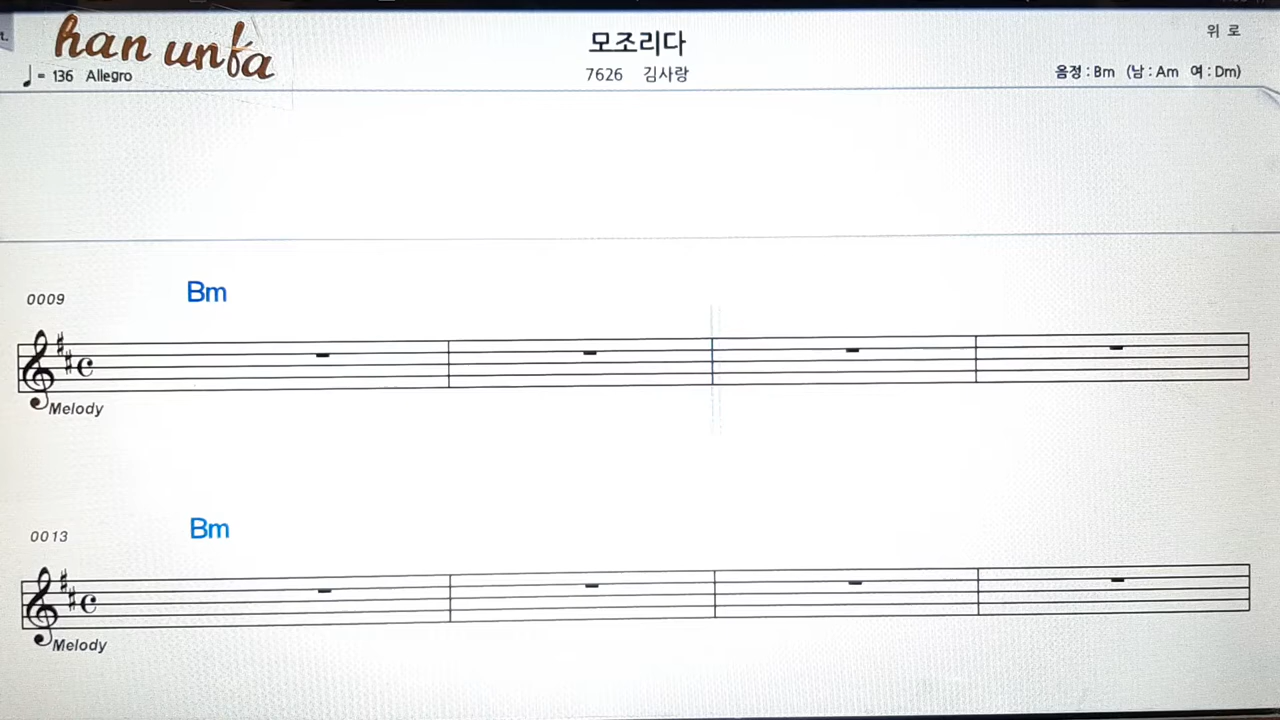 han unba
모조리다
위 로
♩= 136 Allegro
7626 김사랑
음정 : Bm (남 : Am 여 : Dm)
0009
Bm
Melody
0013
Bm
Melody